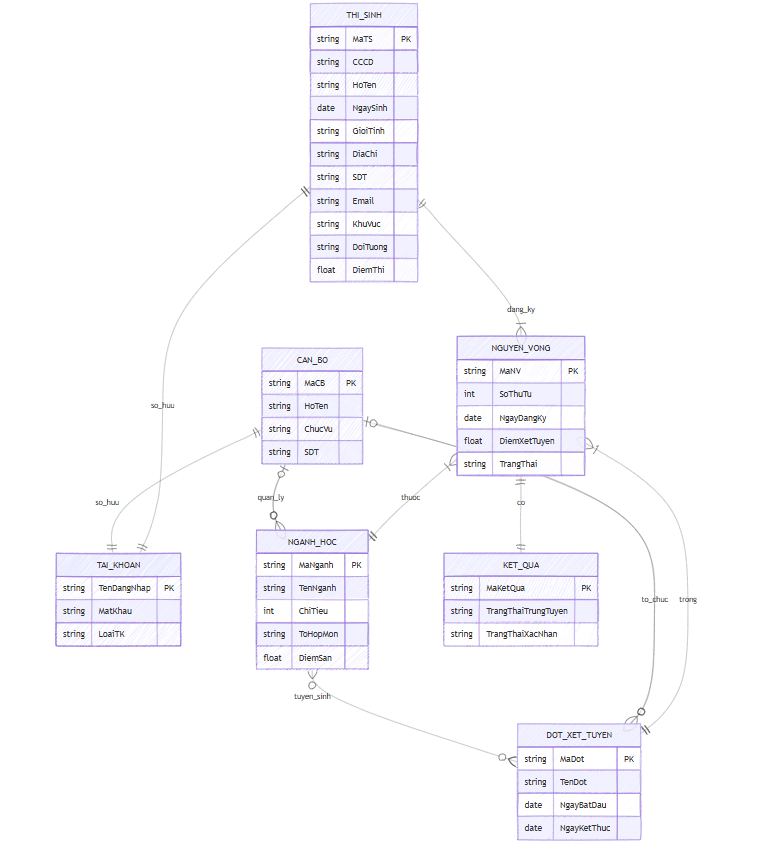 THI_SINH
string MaTS PK
string CCCD
string HoTen
date NgaySinh
string GioiTinh
string DiaChi
string SDT
string Email
string KhuVuc
string DoiTuong
float DiemThi
dang_ky
CAN_BO
string MaCB PK
string HoTen
string ChucVu
string SDT
NGUYEN_VONG
string MaNV PK
int SoThuTu
date NgayDangKy
float DiemXetTuyen
string TrangThai
so_huu
so_huu
quan_ly
thuoc
co
TAI_KHOAN
string TenDangNhap PK
string MatKhau
string LoaiTK
NGANH_HOC
string MaNganh PK
string TenNganh
int ChiTieu
string ToHopMon
float DiemSan
KET_QUA
string MaKetQua PK
string TrangThaiTrungTuyen
string TrangThaiXacNhan
to_chuc
trong
tuyen_sinh
DOT_XET_TUYEN
string MaDot PK
string TenDot
date NgayBatDau
date NgayKetThuc